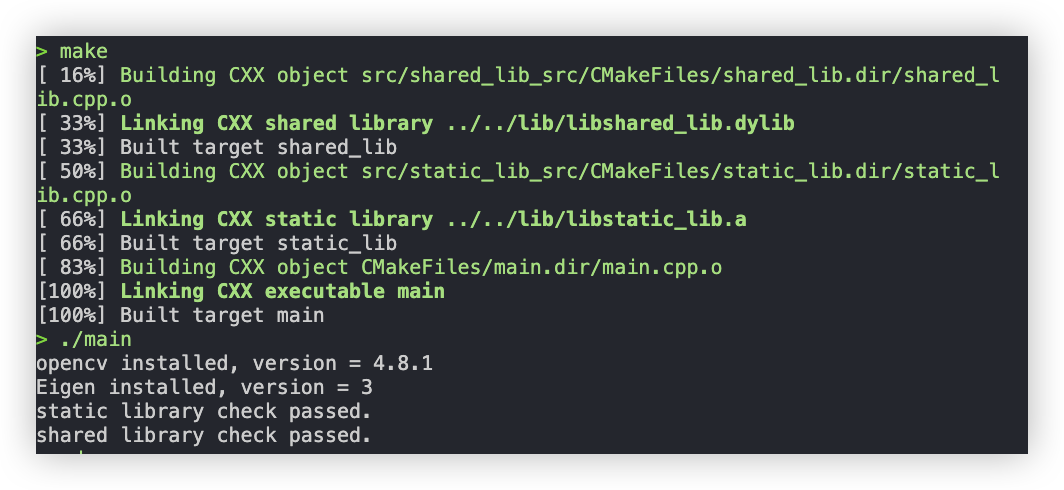 > make
[ 16%] Building CXX object src/shared_lib_src/CMakeFiles/shared_lib.dir/shared_l
ib.cpp.o
[ 33%] Linking CXX shared library ../../lib/libshared_lib.dylib
[ 33%] Built target shared_lib
[ 50%] Building CXX object src/static_lib_src/CMakeFiles/static_lib.dir/static_l
ib.cpp.o
[ 66%] Linking CXX static library ../../lib/libstatic_lib.a
[ 66%] Built target static_lib
[ 83%] Building CXX object CMakeFiles/main.dir/main.cpp.o
[100%] Linking CXX executable main
[100%] Built target main
> ./main
opencv installed, version = 4.8.1
Eigen installed, version = 3
static library check passed.
shared library check passed.